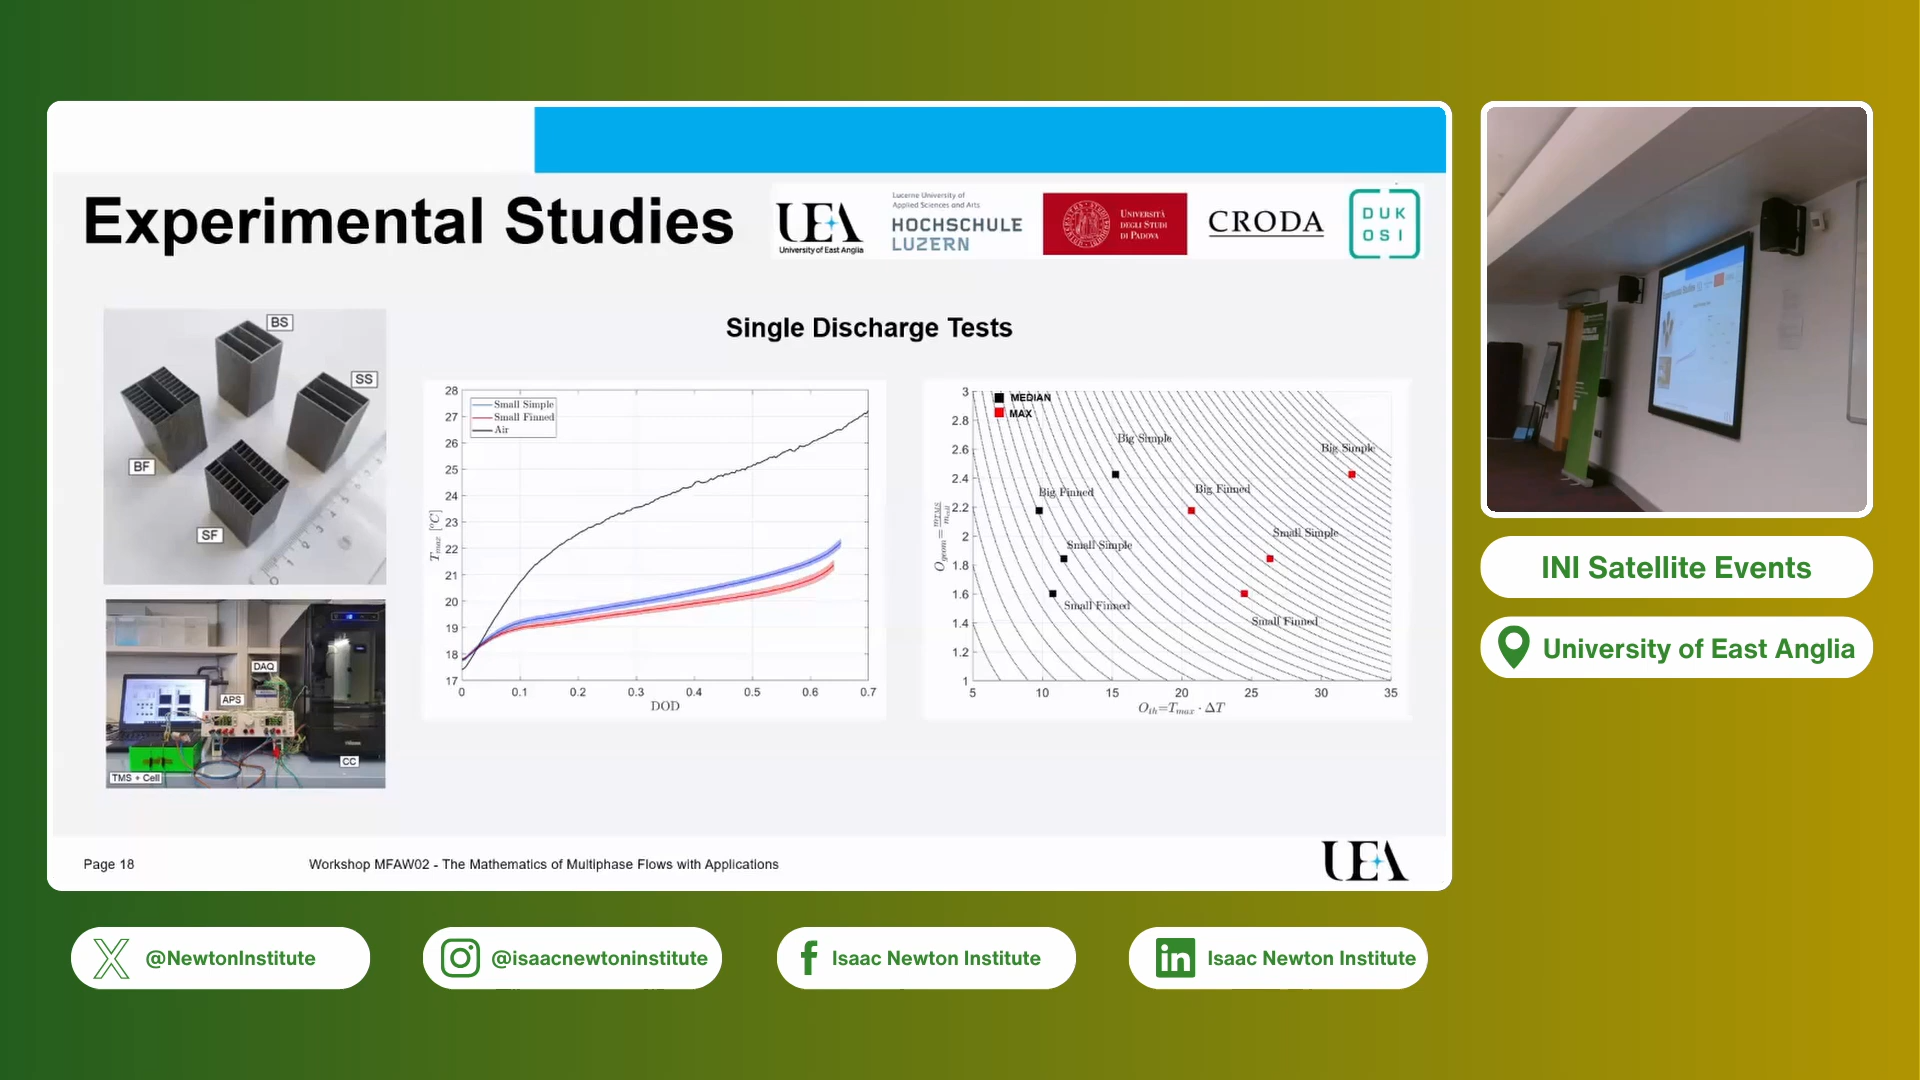 Experimental Studies
UEA
University of East Anglia
Lucerne University of
Applied Sciences and Arts
HOCHSCHULE
LUZERN
UNIVERSITÀ
DEGLI STUDI
DI PADOVA
CRODA
DUK
OSI
BS
SS
BF
SF
DAQ
APS
CC
TMS + Cell
Single Discharge Tests
Small Simple
Small Finned
Air
28
27
26
25
24
23
22
21
20
19
18
17
T_max [°C]
0 0.1 0.2 0.3 0.4 0.5 0.6 0.7
DOD
MEDIAN
MAX
3
2.8
2.6
2.4
2.2
2
1.8
1.6
1.4
1.2
1
Big Simple
Big Simple
Big Finned
Big Finned
Small Simple
Small Simple
Small Finned
Small Finned
5 10 15 20 25 30 35
O_th=T_max · ΔT
Page 18
Workshop MFAW02 - The Mathematics of Multiphase Flows with Applications
UEA
INI Satellite Events
University of East Anglia
@NewtonInstitute
@isaacnewtoninstitute
Isaac Newton Institute
Isaac Newton Institute